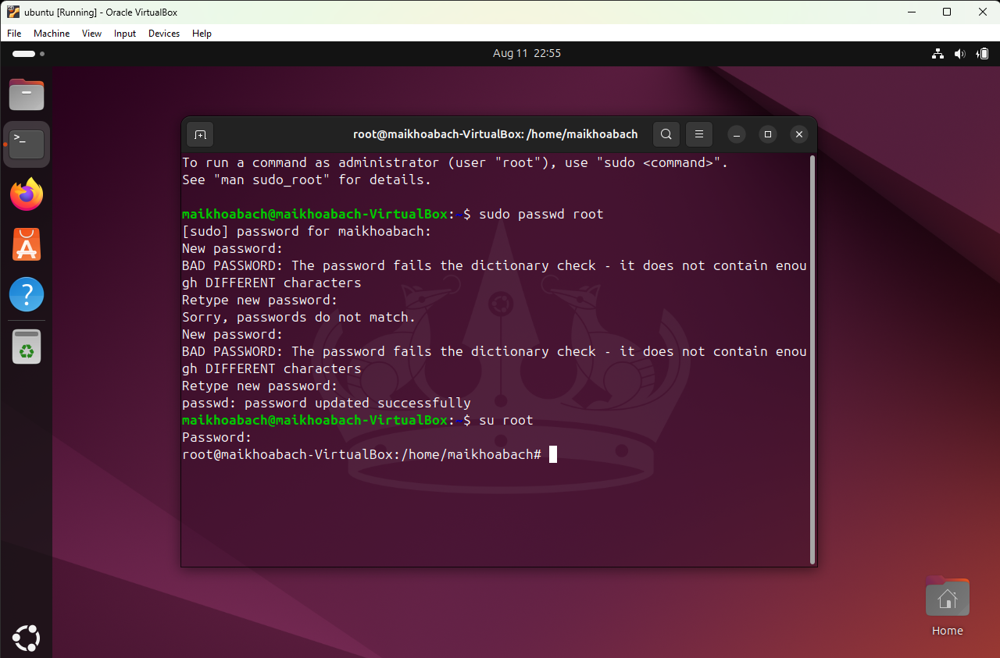 ubuntu [Running] - Oracle VirtualBox
File Machine View Input Devices Help
Aug 11 22:55
root@maikhoabach-VirtualBox: /home/maikhoabach
To run a command as administrator (user "root"), use "sudo <command>".
See "man sudo_root" for details.
maikhoabach@maikhoabach-VirtualBox:~$ sudo passwd root
[sudo] password for maikhoabach:
New password:
BAD PASSWORD: The password fails the dictionary check - it does not contain enou
gh DIFFERENT characters
Retype new password:
Sorry, passwords do not match.
New password:
BAD PASSWORD: The password fails the dictionary check - it does not contain enou
gh DIFFERENT characters
Retype new password:
passwd: password updated successfully
maikhoabach@maikhoabach-VirtualBox:~$ su root
Password:
root@maikhoabach-VirtualBox:/home/maikhoabach#
Home